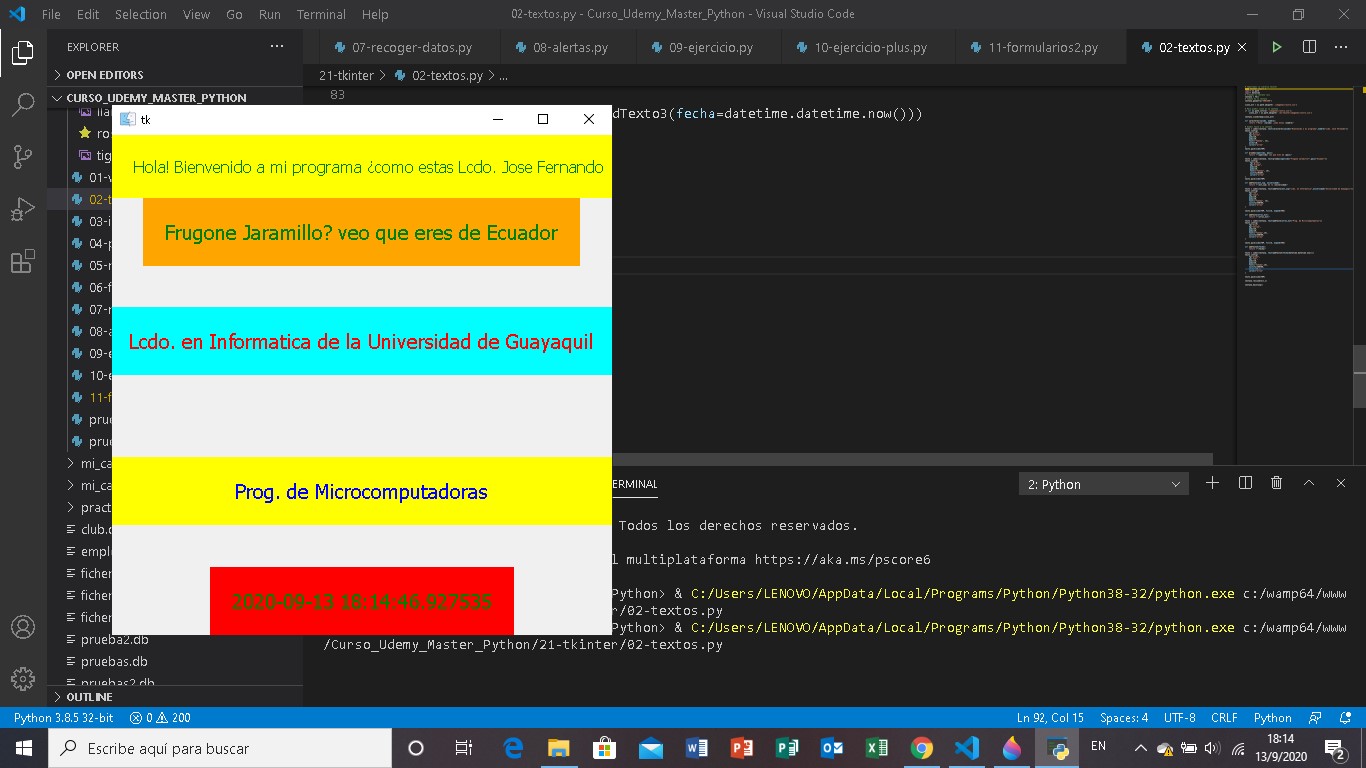 File Edit Selection View Go Run Terminal Help 02-textos.py - Curso_Udemy_Master_Python - Visual Studio Code
EXPLORER ...
07-recoger-datos.py 08-alertas.py 09-ejercicio.py 10-ejercicio-plus.py 11-formularios2.py 02-textos.py
OPEN EDITORS
21-tkinter > 02-textos.py > ...
CURSO_UDEMY_MASTER_PYTHON
83
dTexto3(fecha=datetime.datetime.now()))
tk
ro
tig
01-v
02-t
03-i
04-p
05-n
06-f
07-r
08-a
09-e
10-e
11-f
pru
pru
mi_ca
mi_ca
pract
club.
emple
ficher
ficher
ficher
prueba2.db
pruebas.db
pruebas2.db
OUTLINE
Hola! Bienvenido a mi programa ¿como estas Lcdo. Jose Fernando
Frugone Jaramillo? veo que eres de Ecuador
Lcdo. en Informatica de la Universidad de Guayaquil
Prog. de Microcomputadoras
2020-09-13 18:14:46.927535
ERMINAL 2: Python
Todos los derechos reservados.
l multiplataforma https://aka.ms/pscore6
Python> & C:/Users/LENOVO/AppData/Local/Programs/Python/Python38-32/python.exe c:/wamp64/www
r/02-textos.py
Python> & C:/Users/LENOVO/AppData/Local/Programs/Python/Python38-32/python.exe c:/wamp64/www
/Curso_Udemy_Master_Python/21-tkinter/02-textos.py
Python 3.8.5 32-bit 0 200 Ln 92, Col 15 Spaces: 4 UTF-8 CRLF Python
Escribe aquí para buscar
EN
18:14
13/9/2020
2